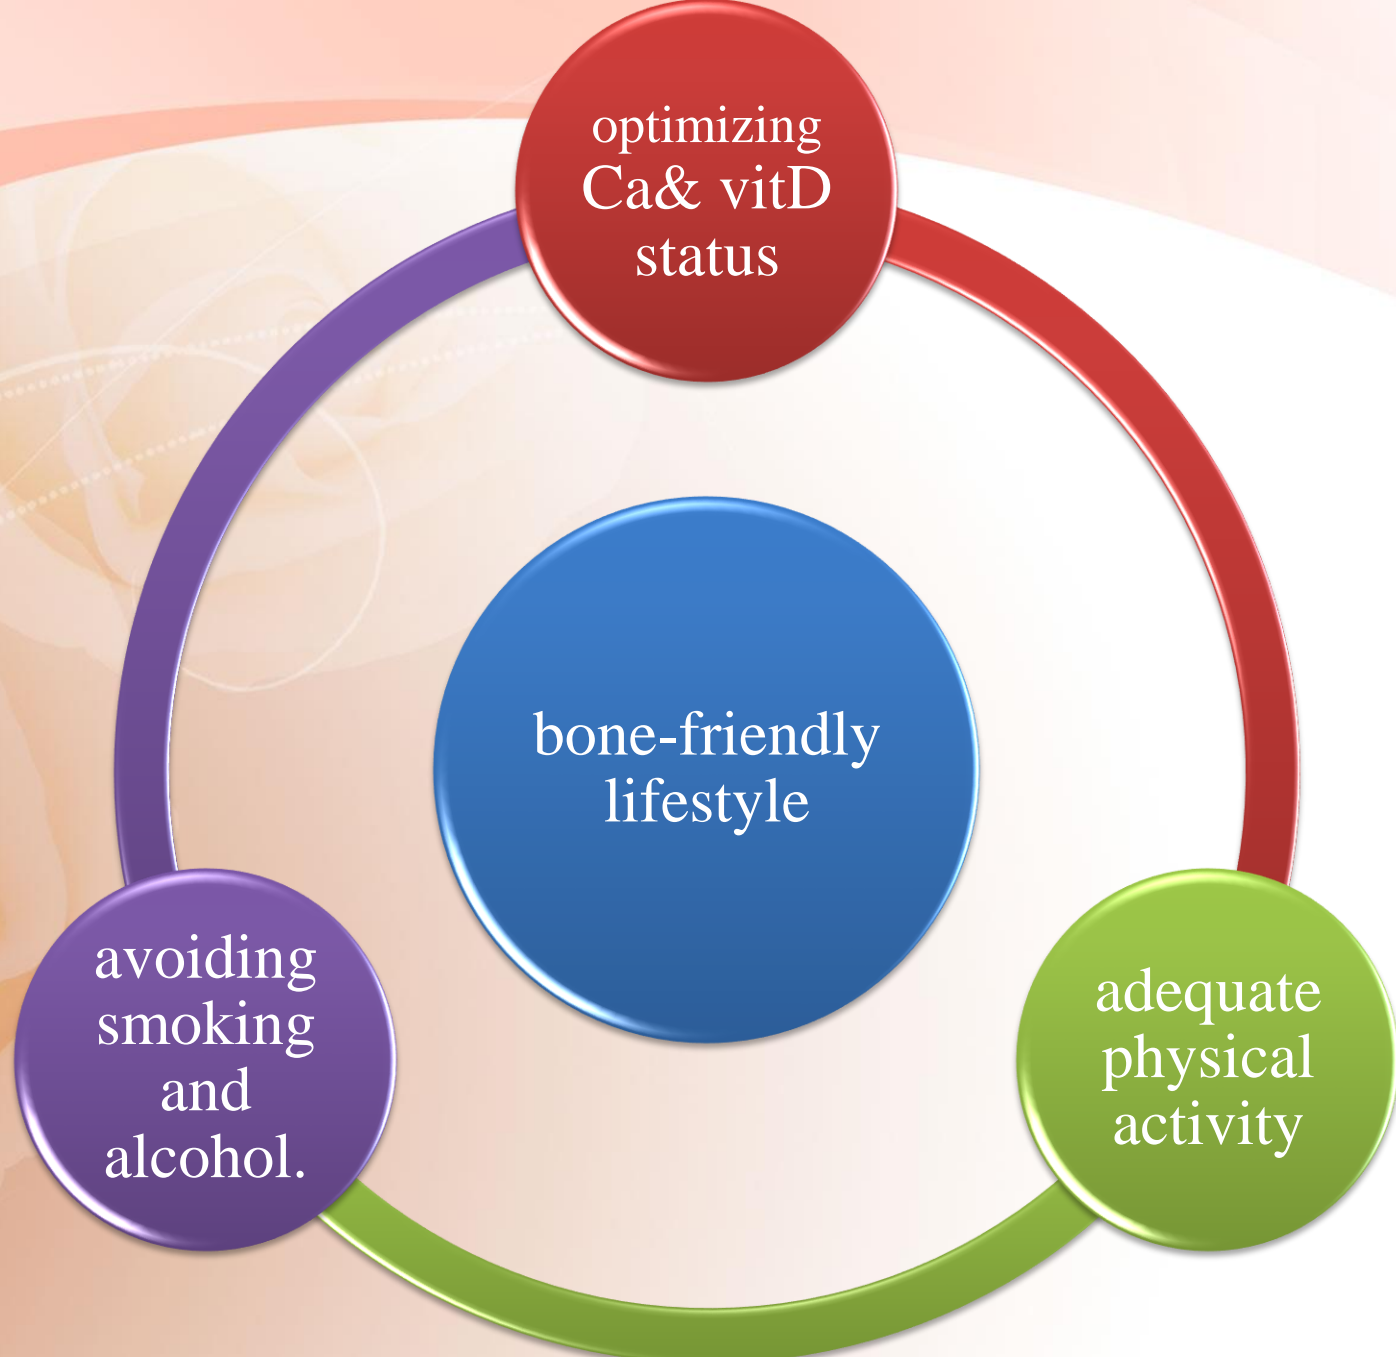 optimizing
Ca& vitD
status
bone-friendly
lifestyle
avoiding
smoking
and
alcohol.
adequate
physical
activity